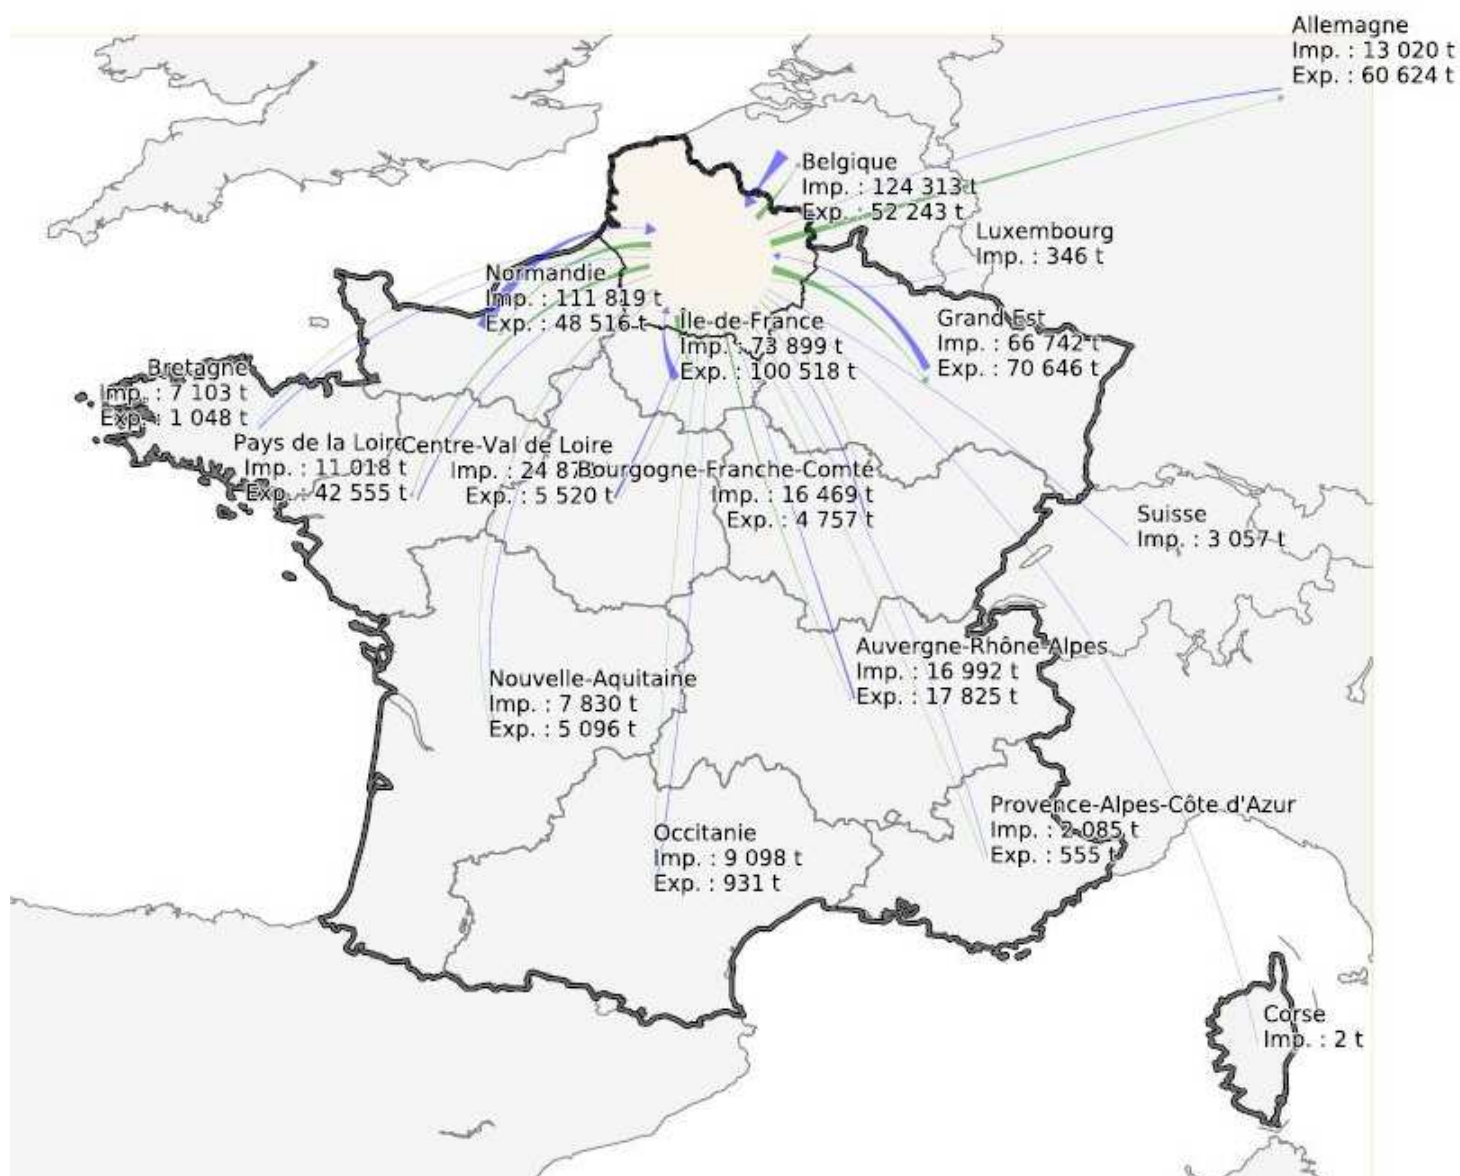 Allemagne
Imp. : 13 020 t
Exp. : 60 624 t
Belgique
Imp. : 124 313 t
Exp. : 52 243 t
Luxembourg
Imp. : 346 t
Normandie
Imp. : 111 819 t
Exp. : 48 516 t
Île-de-France
Imp. : 73 899 t
Exp. : 100 518 t
Grand Est
Imp. : 66 742 t
Exp. : 70 646 t
Bretagne
Imp. : 7 103 t
Exp. : 1 048 t
Pays de la Loire
Imp. : 11 018 t
Exp. : 42 555 t
Centre-Val de Loire
Imp. : 24 87
Exp. : 5 520 t
Bourgogne-Franche-Comté
Imp. : 16 469 t
Exp. : 4 757 t
Suisse
Imp. : 3 057 t
Auvergne-Rhône-Alpes
Imp. : 16 992 t
Exp. : 17 825 t
Nouvelle-Aquitaine
Imp. : 7 830 t
Exp. : 5 096 t
Provence-Alpes-Côte d'Azur
Imp. : 2 085 t
Exp. : 555 t
Occitanie
Imp. : 9 098 t
Exp. : 931 t
Corse
Imp. : 2 t